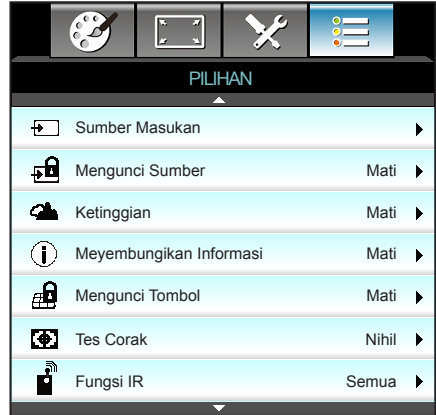 PILIHAN
Sumber Masukan
Mengunci Sumber Mati
Ketinggian Mati
Meyembungikan Informasi Mati
Mengunci Tombol Mati
Tes Corak Nihil
Fungsi IR Semua